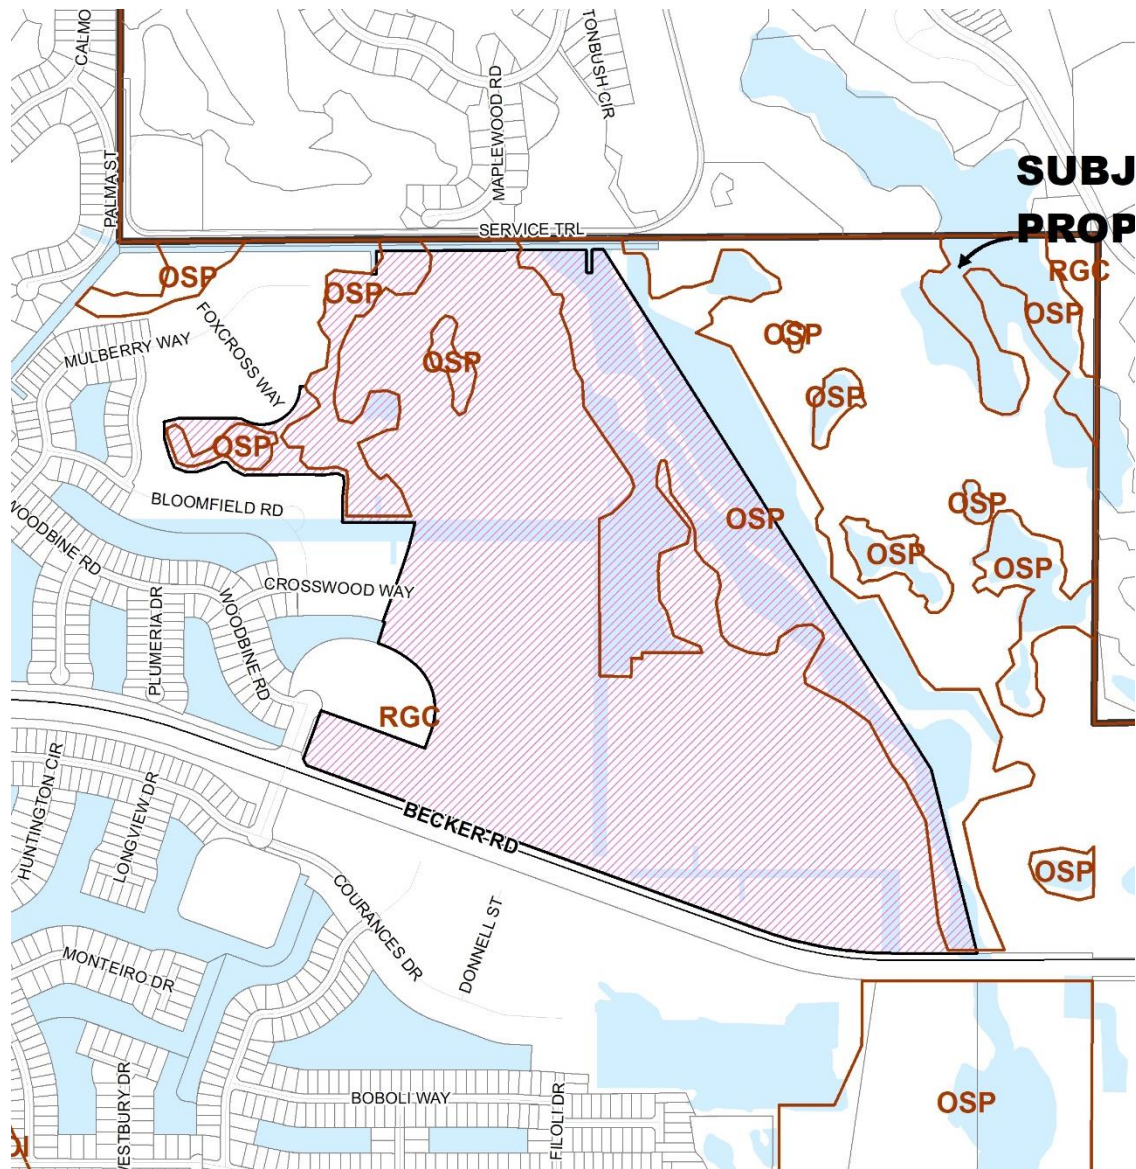 CALMO
TONBUSH CIR
MAPLEWOOD RD
PALMA ST
SUBJ
PROP
SERVICE TRL
OSP
OSP
RGC
OSP
FOXCROSS WAY
MULBERRY WAY
OSP
OSP
OSP
OSP
BLOOMFIELD RD
OSP
OSP
WOODBINE RD
OSP
OSP
CROSSWOOD WAY
PLUMERIA DR
WOODBINE RD
RGC
HUNTINGTON CIR
LONGVIEW DR
BECKER RD
OSP
COURANCES DR
DONNELL ST
MONTEIRO DR
OSP
BOBOLI WAY
FILOLI DR
ESTBURY DR